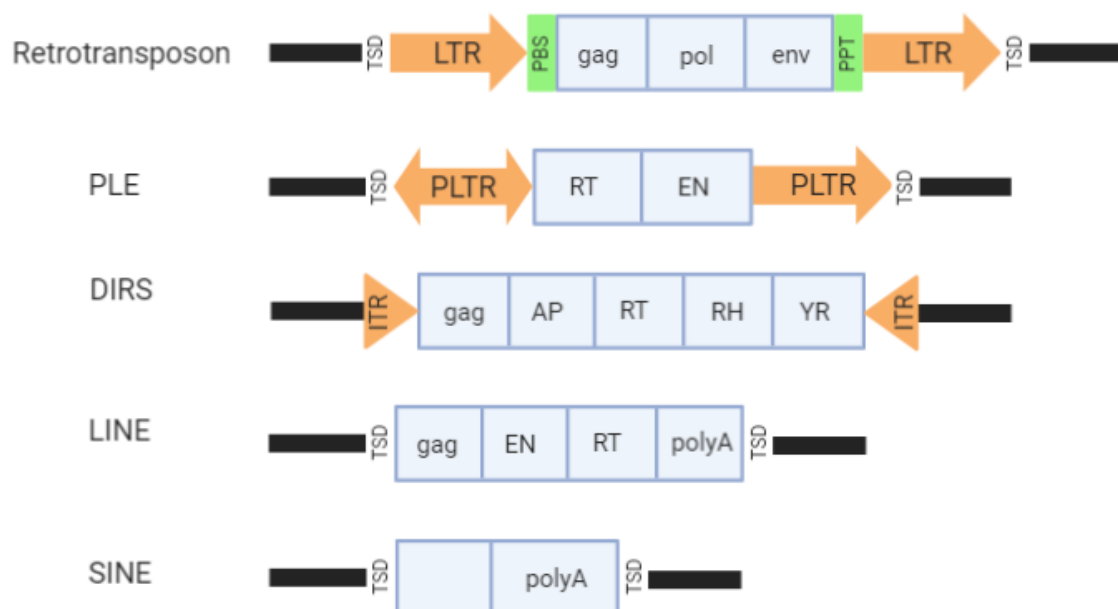 Retrotransposon TSD LTR PBS gag pol env PPT LTR TSD
PLE TSD PLTR RT EN PLTR TSD
DIRS ITR gag AP RT RH YR ITR
LINE TSD gag EN RT polyA TSD
SINE TSD polyA TSD